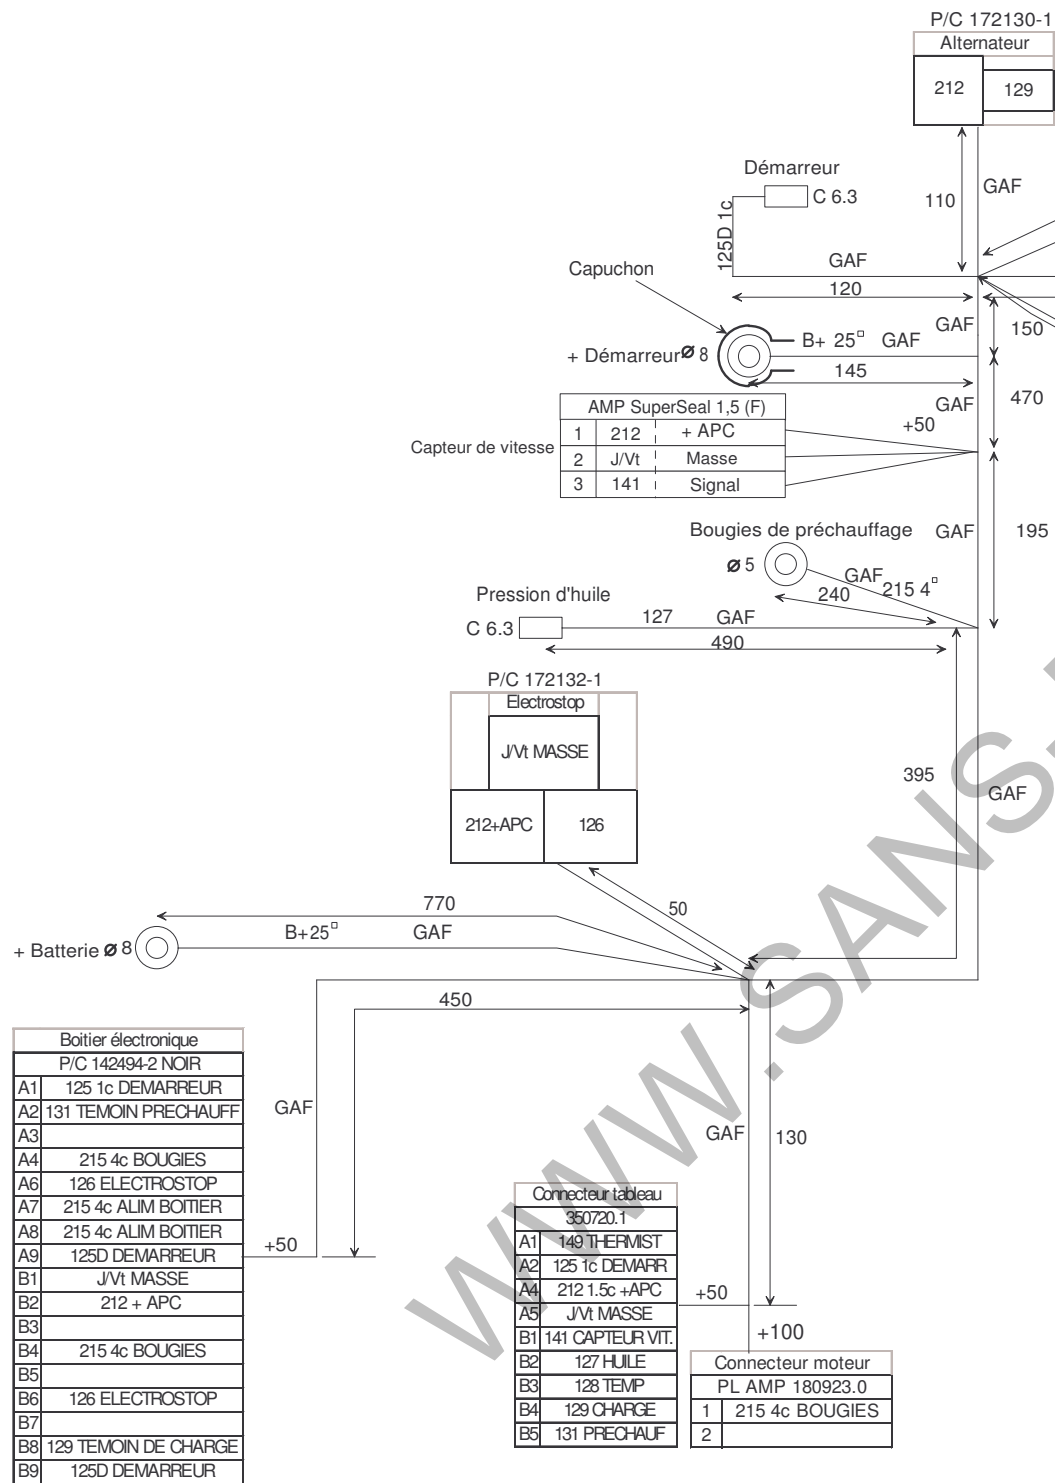 P/C 172130-1
Alternateur
212 129
Démarreur
C 6.3
125D 1c
110
GAF
GAF
120
Capuchon
+ Démarreur ⌀ 8
B+ 25□ GAF
145
GAF
150
GAF
470
+50
Capteur de vitesse
AMP SuperSeal 1,5 (F)
1 212 + APC
2 J/Vt Masse
3 141 Signal
Bougies de préchauffage
GAF
195
⌀ 5
GAF
240
215 4□
Pression d'huile
C 6.3
127
GAF
490
P/C 172132-1
Electrostop
J/Vt MASSE
212+APC 126
395
GAF
50
770
+ Batterie ⌀ 8
B+25□ GAF
450
GAF
+50
Boitier électronique
P/C 142494-2 NOIR
A1 125 1c DEMARREUR
A2 131 TEMOIN PRECHAUFF
A3
A4 215 4c BOUGIES
A6 126 ELECTROSTOP
A7 215 4c ALIM BOITIER
A8 215 4c ALIM BOITIER
A9 125D DEMARREUR
B1 J/Vt MASSE
B2 212 + APC
B3
B4 215 4c BOUGIES
B5
B6 126 ELECTROSTOP
B7
B8 129 TEMOIN DE CHARGE
B9 125D DEMARREUR
GAF
130
Connecteur tableau
350720.1
A1 149 THERMIST
A2 125 1c DEMARR
A4 212 1.5c +APC
A5 J/Vt MASSE
B1 141 CAPTEUR VIT.
B2 127 HUILE
B3 128 TEMP
B4 129 CHARGE
B5 131 PRECHAUF
+50
+100
Connecteur moteur
PL AMP 180923.0
1 215 4c BOUGIES
2
WWW.SANS-